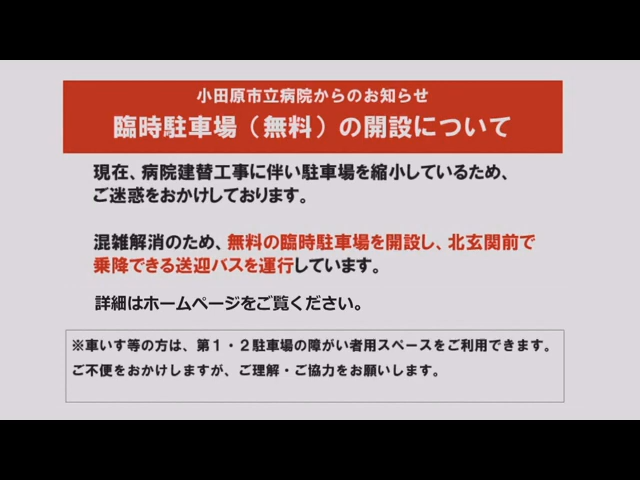 小田原市立病院からのお知らせ
臨時駐車場（無料）の開設について
現在、病院建替工事に伴い駐車場を縮小しているため、
ご迷惑をおかけしております。
混雑解消のため、無料の臨時駐車場を開設し、北玄関前で
乗降できる送迎バスを運行しています。
詳細はホームページをご覧ください。
※車いす等の方は、第１・２駐車場の障がい者用スペースをご利用できます。
ご不便をおかけしますが、ご理解・ご協力をお願いします。